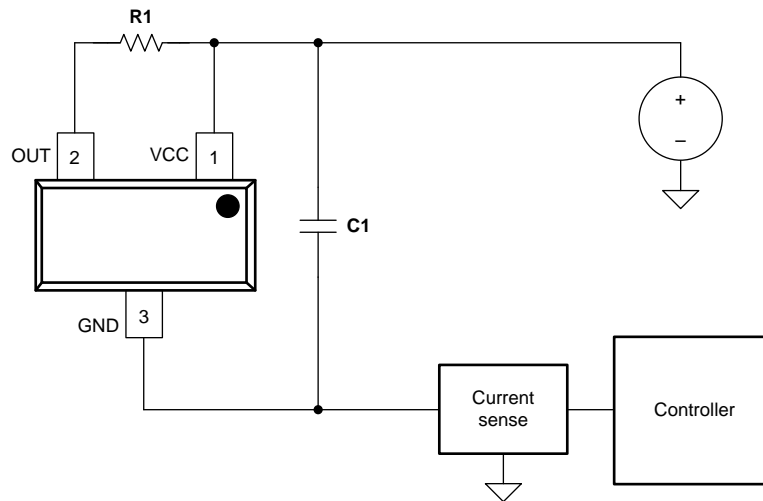 R1
+
OUT
2
VCC
1
−
C1
GND
3
Current
sense
Controller